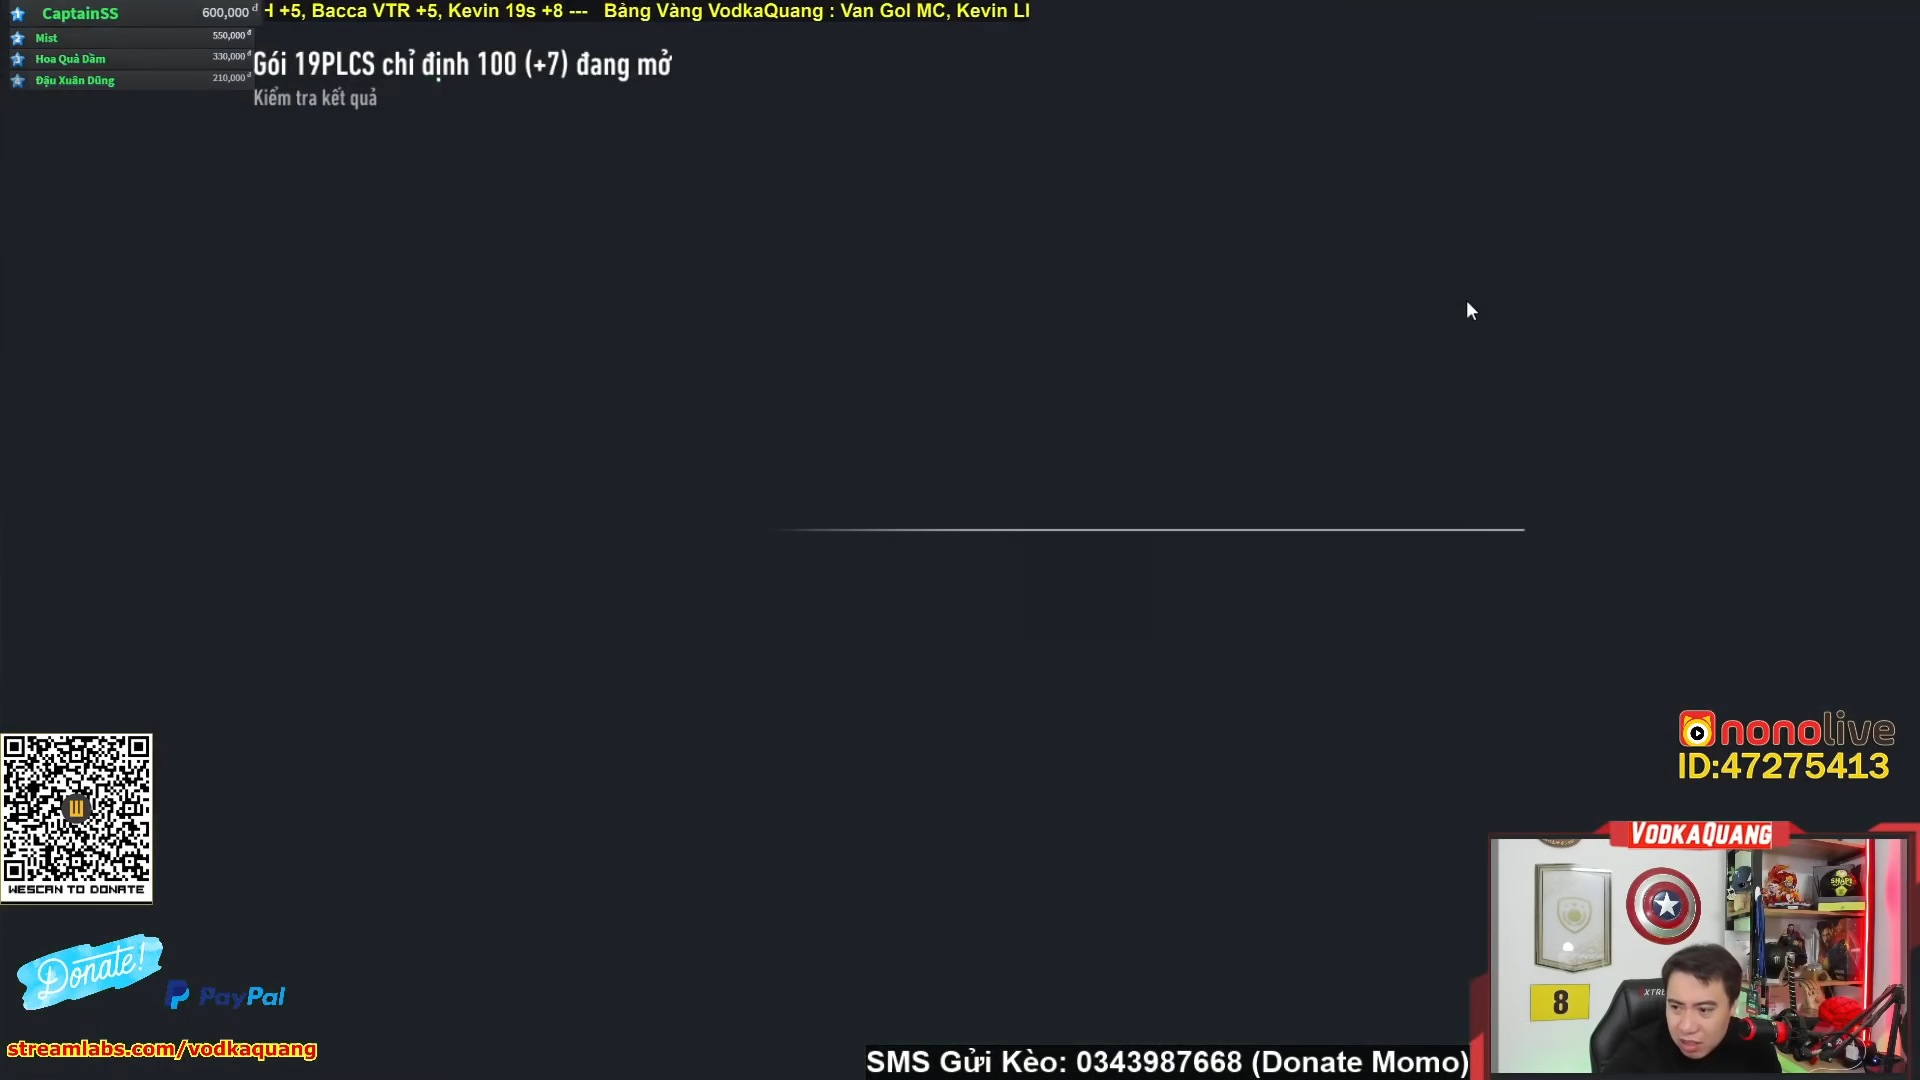 CaptainSS 600,000 đ
H +5, Bacca VTR +5, Kevin 19s +8 --- Bảng Vàng VodkaQuang : Van Gol MC, Kevin LI
Mist 550,000 đ
Hoa Quả Dầm 330,000 đ
Đậu Xuân Dũng 210,000 đ
Gói 19PLCS chỉ định 100 (+7) đang mở
Kiểm tra kết quả
nonolive
ID:47275413
WESCAN TO DONATE
VODKAQUANG
Donate!
PayPal
8
streamlabs.com/vodkaquang
SMS Gửi Kèo: 0343987668 (Donate Momo)